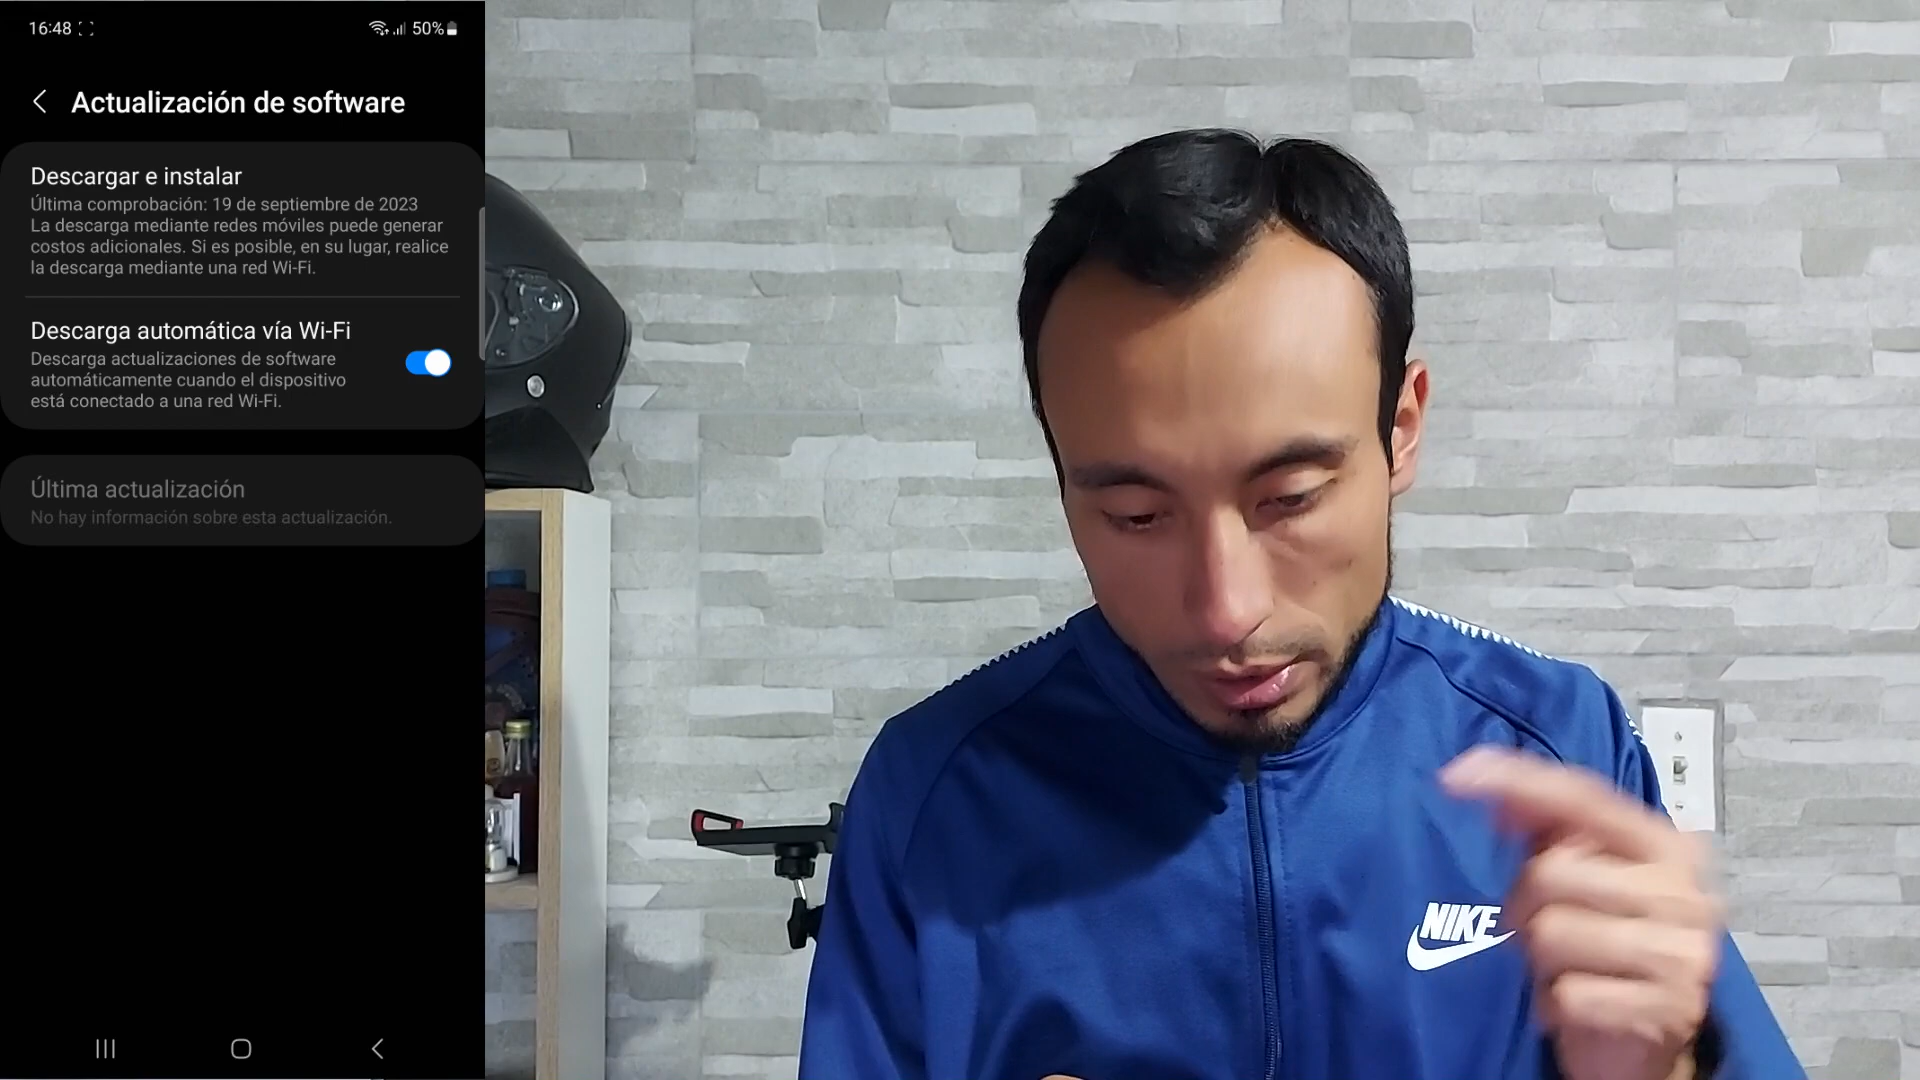 16:48
50%
Actualización de software
Descargar e instalar
Última comprobación: 19 de septiembre de 2023
La descarga mediante redes móviles puede generar
costos adicionales. Si es posible, en su lugar, realice
la descarga mediante una red Wi-Fi.
Descarga automática vía Wi-Fi
Descarga actualizaciones de software
automáticamente cuando el dispositivo
está conectado a una red Wi-Fi.
Última actualización
No hay información sobre esta actualización.
NIKE